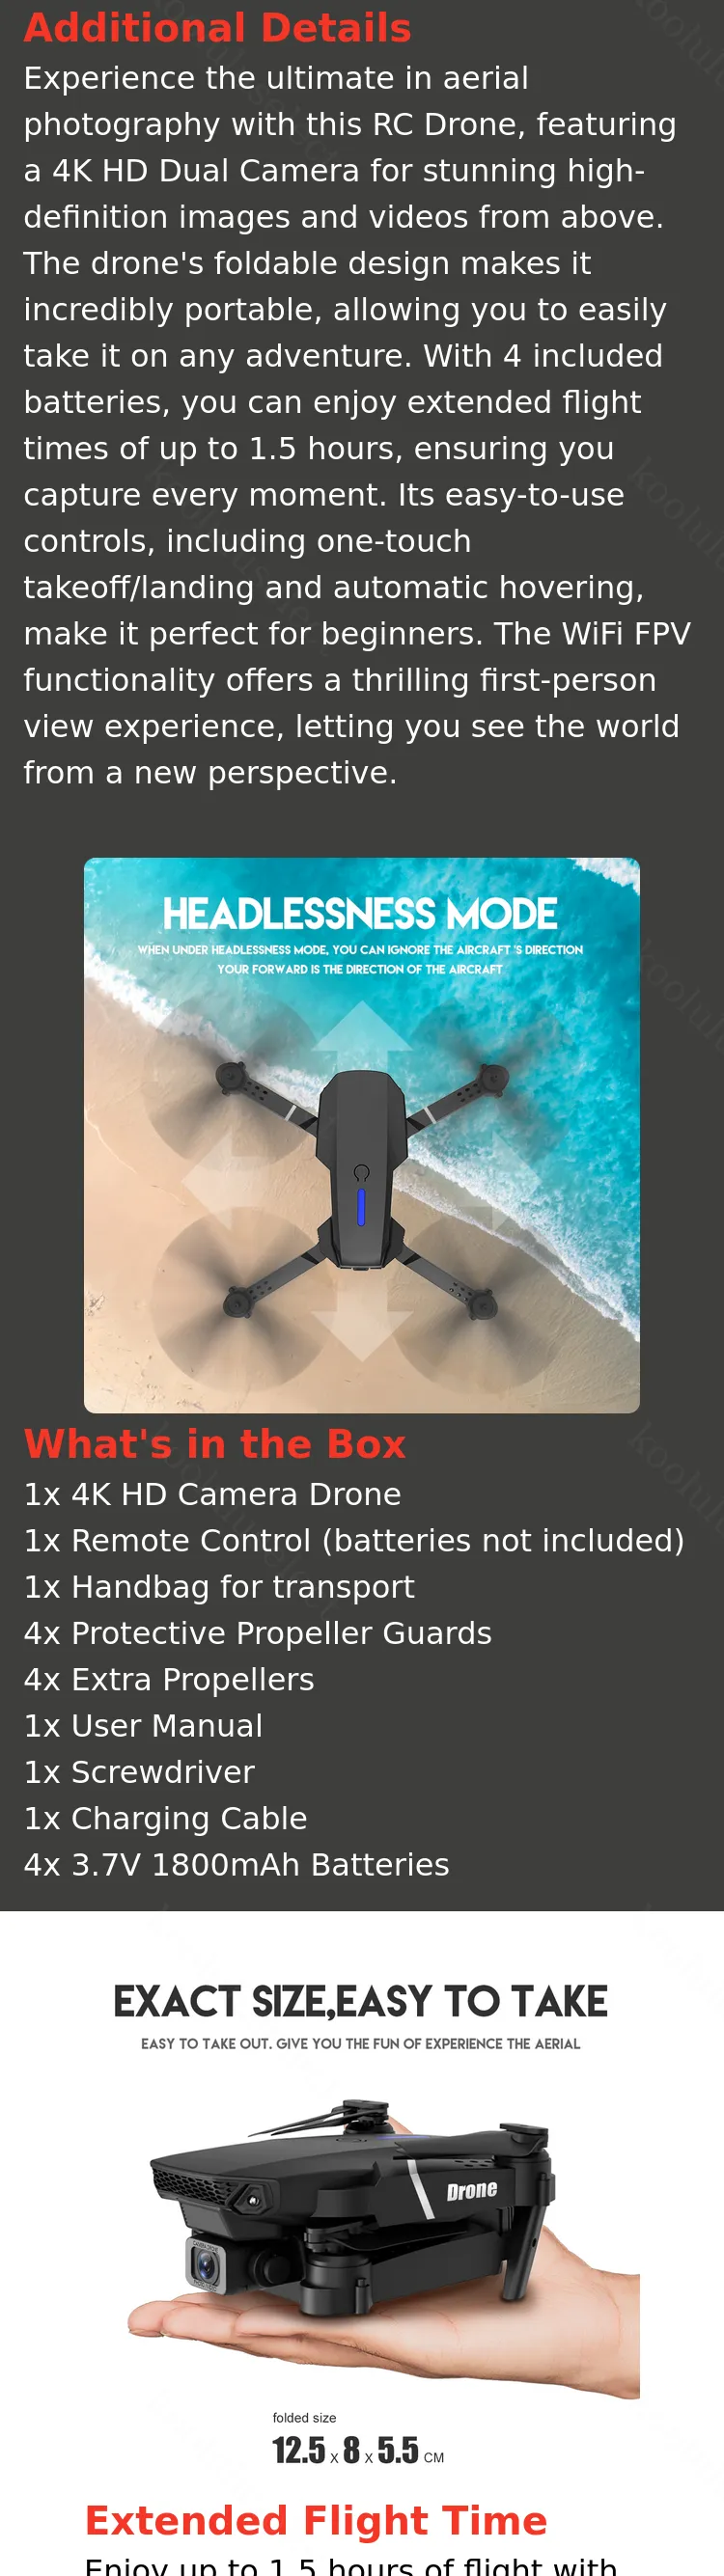 Additional Details
Experience the ultimate in aerial
photography with this RC Drone, featuring
a 4K HD Dual Camera for stunning high-
definition images and videos from above.
The drone's foldable design makes it
incredibly portable, allowing you to easily
take it on any adventure. With 4 included
batteries, you can enjoy extended flight
times of up to 1.5 hours, ensuring you
capture every moment. Its easy-to-use
controls, including one-touch
takeoff/landing and automatic hovering,
make it perfect for beginners. The WiFi FPV
functionality offers a thrilling first-person
view experience, letting you see the world
from a new perspective.
HEADLESSNESS MODE
WHEN UNDER HEADLESSNESS MODE, YOU CAN IGNORE THE AIRCRAFT 'S DIRECTION
YOUR FORWARD IS THE DIRECTION OF THE AIRCRAFT
What's in the Box
1x 4K HD Camera Drone
1x Remote Control (batteries not included)
1x Handbag for transport
4x Protective Propeller Guards
4x Extra Propellers
1x User Manual
1x Screwdriver
1x Charging Cable
4x 3.7V 1800mAh Batteries
EXACT SIZE,EASY TO TAKE
EASY TO TAKE OUT. GIVE YOU THE FUN OF EXPERIENCE THE AERIAL
Drone
folded size
12.5 x 8 x 5.5 CM
Extended Flight Time
Enjoy up to 1.5 hours of flight with